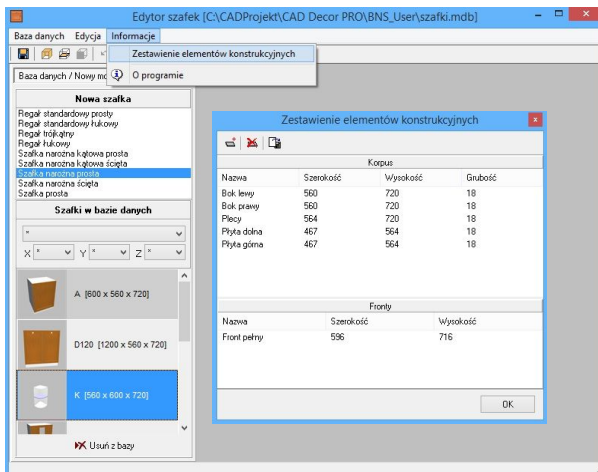 Edytor szafek [C:\CADProjekt\CAD Decor PRO\BNS_User\szafki.mdb]
Baza danych Edycja Informacje
Zestawienie elementów konstrukcyjnych
O programie
Baza danych / Nowy mo
Nowa szafka
Regał standardowy prosty
Regał standardowy łukowy
Regał trójkątny
Regał łukowy
Szafka narożna kątowa prosta
Szafka narożna kątowa ścięta
Szafka narożna prosta
Szafka narożna ścięta
Szafka prosta
Szafki w bazie danych
*
X * Y * Z *
A [600 x 560 x 720]
D120 [1200 x 560 x 720]
K [560 x 600 x 720]
Usuń z bazy
Zestawienie elementów konstrukcyjnych
Korpus
Nazwa Szerokość Wysokość Grubość
Bok lewy 560 720 18
Bok prawy 560 720 18
Plecy 564 720 18
Płyta dolna 467 564 18
Płyta górna 467 564 18
Fronty
Nazwa Szerokość Wysokość
Front pełny 596 716
OK